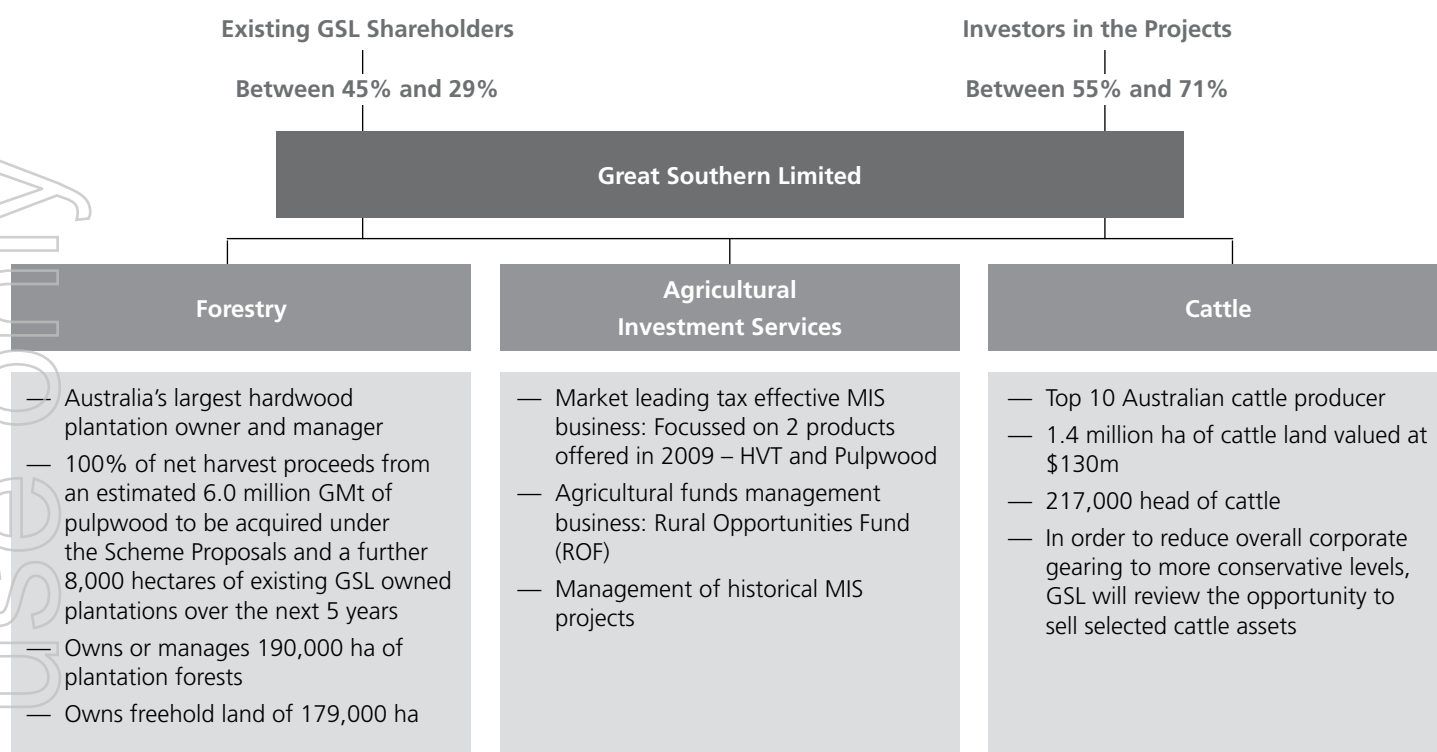 Existing GSL Shareholders
Between 45% and 29%
Investors in the Projects
Between 55% and 71%
Great Southern Limited
Forestry
— Australia’s largest hardwood
plantation owner and manager
— 100% of net harvest proceeds from
an estimated 6.0 million GMt of
pulpwood to be acquired under
the Scheme Proposals and a further
8,000 hectares of existing GSL owned
plantations over the next 5 years
— Owns or manages 190,000 ha of
plantation forests
— Owns freehold land of 179,000 ha
Agricultural
Investment Services
— Market leading tax effective MIS
business: Focussed on 2 products
offered in 2009 – HVT and Pulpwood
— Agricultural funds management
business: Rural Opportunities Fund
(ROF)
— Management of historical MIS
projects
Cattle
— Top 10 Australian cattle producer
— 1.4 million ha of cattle land valued at
$130m
— 217,000 head of cattle
— In order to reduce overall corporate
gearing to more conservative levels,
GSL will review the opportunity to
sell selected cattle assets
use only